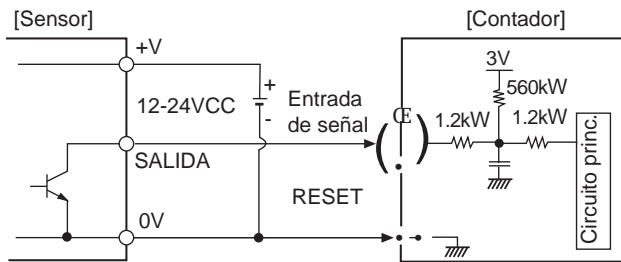 [Sensor]
[Contador]
+V
3V
560kW
12-24VCC
+
-
Entrada
de señal
Œ
1.2kW
1.2kW
SALIDA
RESET
0V
Circuito princ.